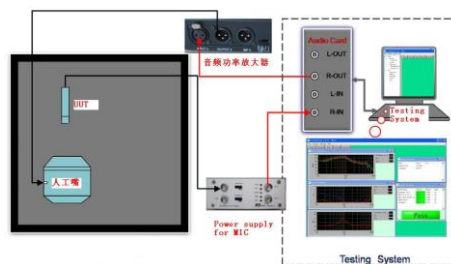 音频功率放大器
Audio Card
L-OUT
R-OUT
L-IN
R-IN
Testing
System
UUT
人工嘴
Power supply
for MIC
Pass
Testing System